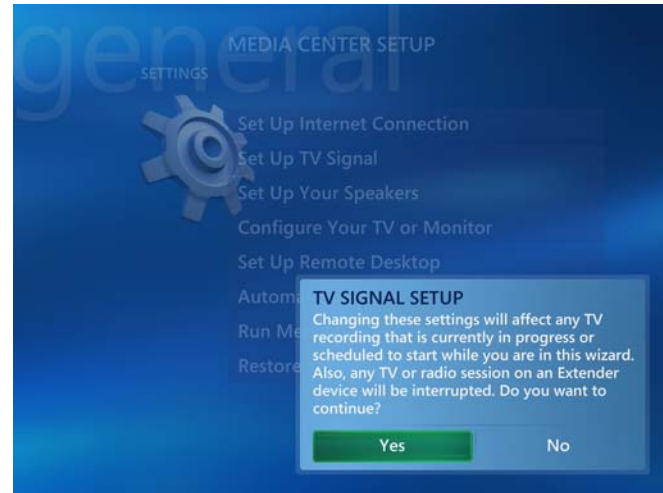 general
MEDIA CENTER SETUP
SETTINGS
Set Up Internet Connection
Set Up TV Signal
Set Up Your Speakers
Configure Your TV or Monitor
Set Up Remote Desktop
Run
Restore
TV SIGNAL SETUP
Changing these settings will affect any TV
recording that is currently in progress or
scheduled to start while you are in this wizard.
Also, any TV or radio session on an Extender
device will be interrupted. Do you want to
continue?
Yes
No